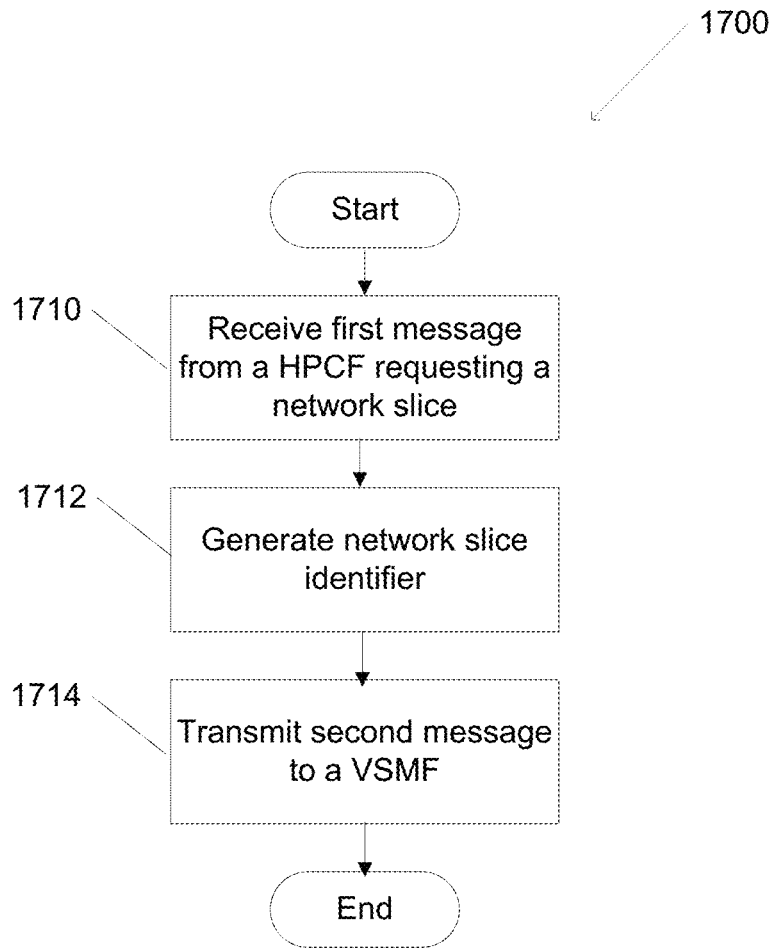 1700
Start
1710
Receive first message
from a HPCF requesting a
network slice
1712
Generate network slice
identifier
1714
Transmit second message
to a VSMF
End